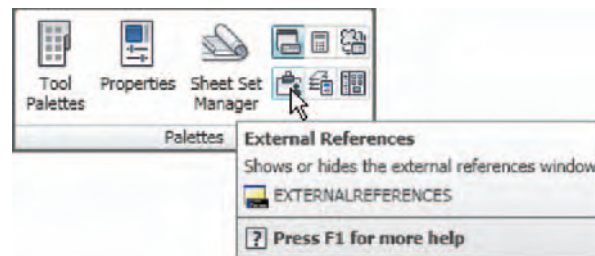 Tool Palettes
Properties
Sheet Set Manager
Palettes
External References
Shows or hides the external references window
EXTERNALREFERENCES
? Press F1 for more help